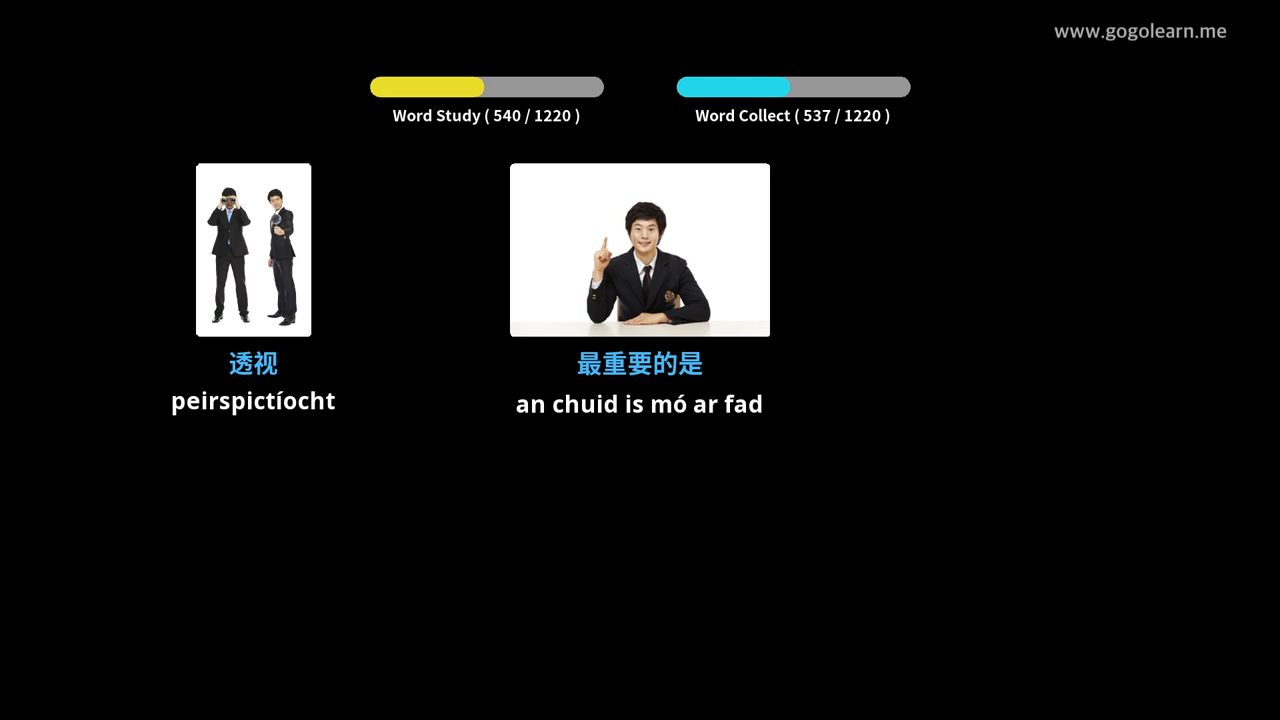 www.gogolearn.me
Word Study ( 540 / 1220 )
Word Collect ( 537 / 1220 )
透视
peirspictíocht
最重要的是
an chuid is mó ar fad